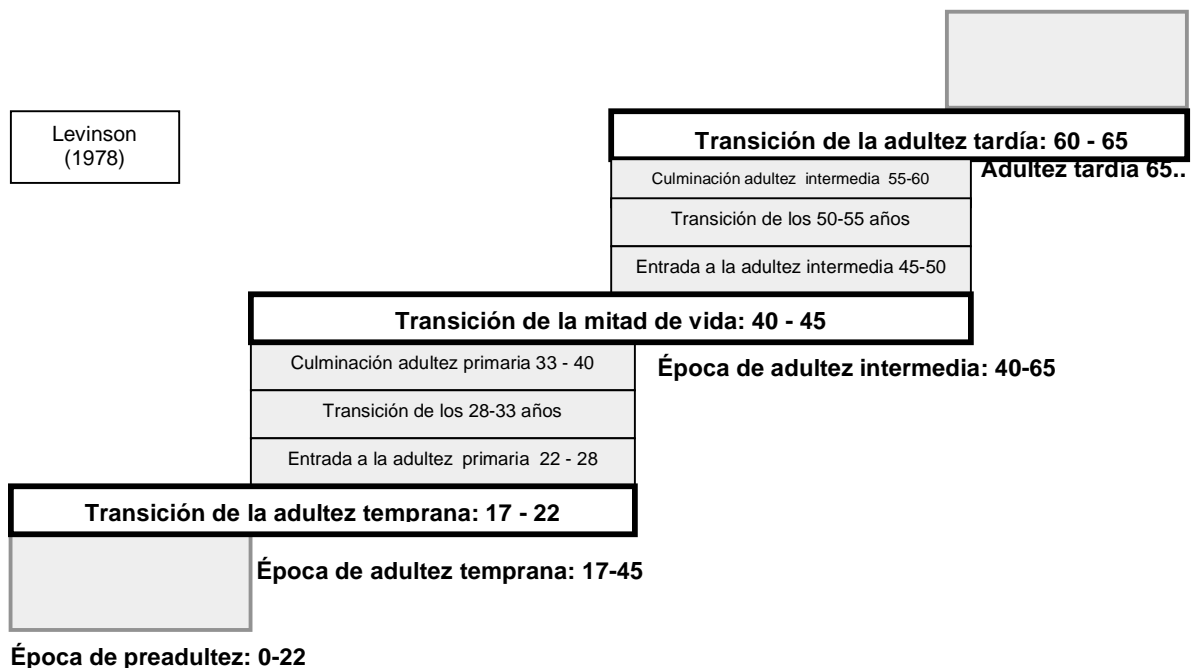 Levinson
(1978)
Transición de la adultez tardía: 60 - 65
Adultez tardía 65..
Culminación adultez intermedia 55-60
Transición de los 50-55 años
Entrada a la adultez intermedia 45-50
Transición de la mitad de vida: 40 - 45
Culminación adultez primaria 33 - 40
Época de adultez intermedia: 40-65
Transición de los 28-33 años
Entrada a la adultez primaria 22 - 28
Transición de la adultez temprana: 17 - 22
Época de adultez temprana: 17-45
Época de preadultez: 0-22